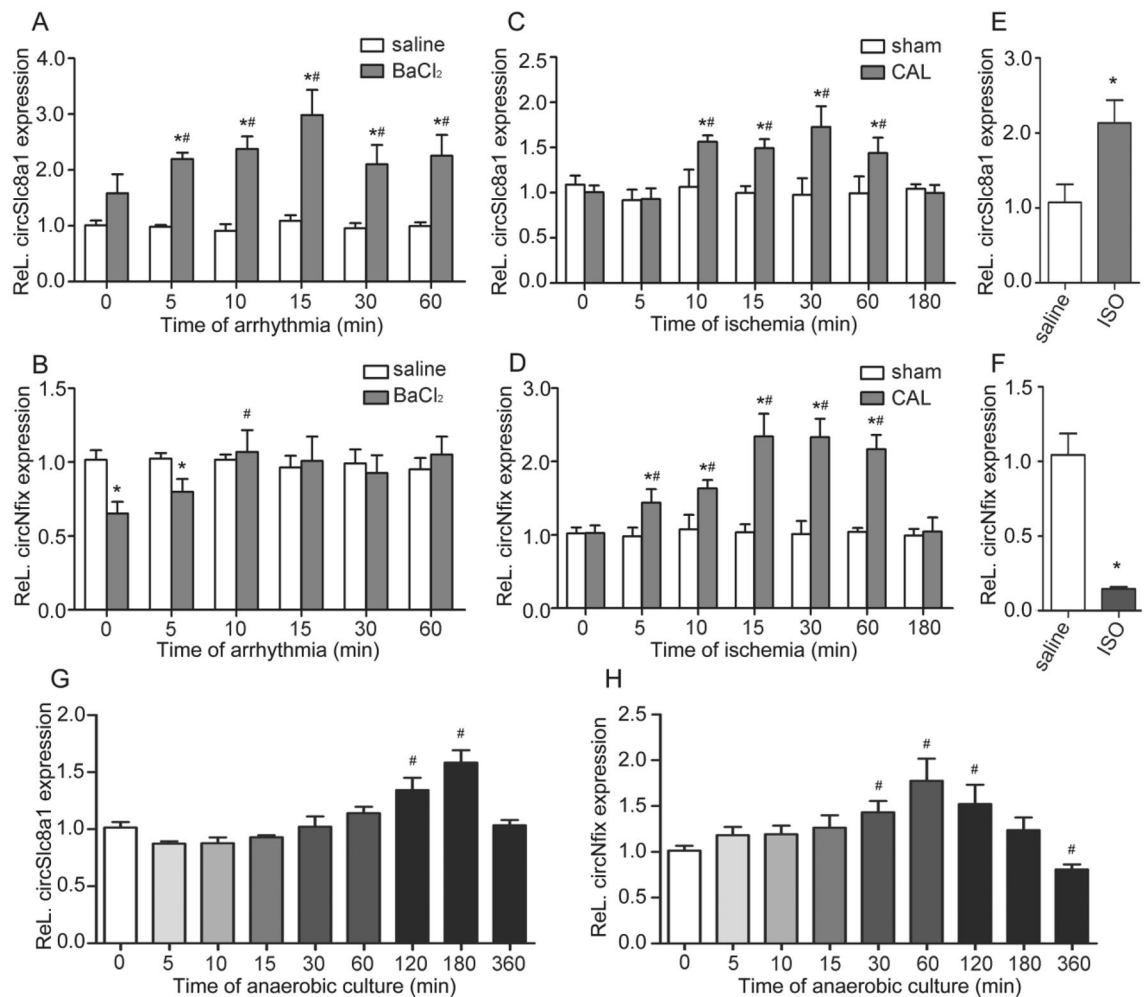 A
ReL. circSlc8a1 expression
4.0
3.0
2.0
1.0
0.0
saline
BaCl₂
*#
*#
*#
*#
*#
0 5 10 15 30 60
Time of arrhythmia (min)
C
ReL. circSlc8a1 expression
2.5
2.0
1.5
1.0
0.5
0.0
sham
CAL
*#
*#
*#
*#
0 5 10 15 30 60 180
Time of ischemia (min)
E
ReL. circSlc8a1 expression
3.0
2.0
1.0
0.0
*
saline
ISO
B
ReL. circNfix expression
1.5
1.0
0.5
0.0
saline
BaCl₂
*
*
#
0 5 10 15 30 60
Time of arrhythmia (min)
D
ReL. circNfix expression
3.0
2.0
1.0
0.0
sham
CAL
*#
*#
*#
*#
*#
0 5 10 15 30 60 180
Time of ischemia (min)
F
ReL. circNfix expression
1.5
1.0
0.5
0.0
*
saline
ISO
G
ReL. circSlc8a1 expression
2.0
1.5
1.0
0.5
0.0
#
#
0 5 10 15 30 60 120 180 360
Time of anaerobic culture (min)
H
ReL. circNfix expression
2.5
2.0
1.5
1.0
0.5
0.0
#
#
#
#
0 5 10 15 30 60 120 180 360
Time of anaerobic culture (min)